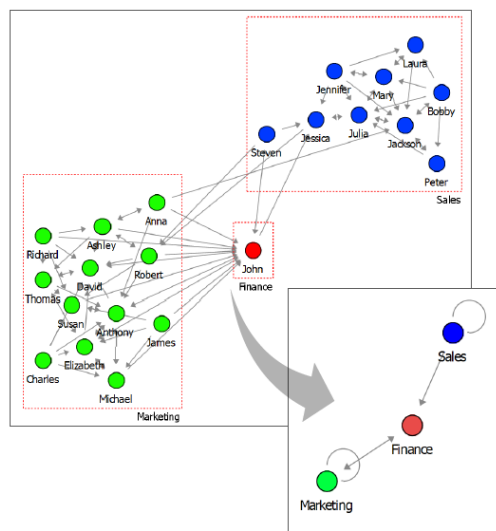 Laura
Jennifer
Mary
Bobby
Jessica
Julia
Jackson
Steven
Peter
Sales
Anna
Ashley
Richard
Robert
John
David
Thomas
Finance
Susan
Anthony
James
Elizabeth
Charles
Michael
Marketing
Sales
Finance
Marketing